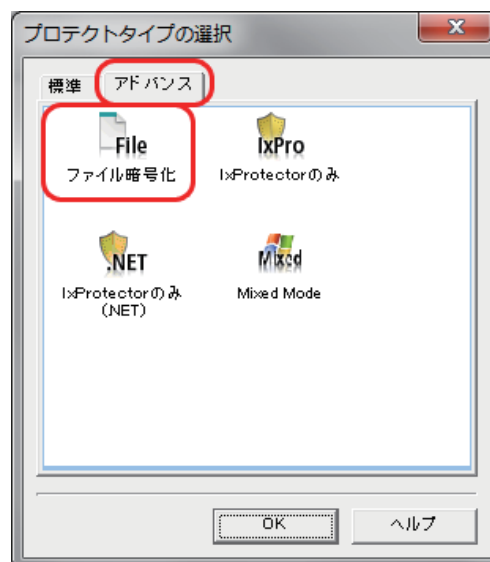 プロテクトタイプの選択
標準 アドバンス
File IxPro
ファイル暗号化 IxProtectorのみ
.NET Mixed
IxProtectorのみ Mixed Mode
(.NET)
OK ヘルプ